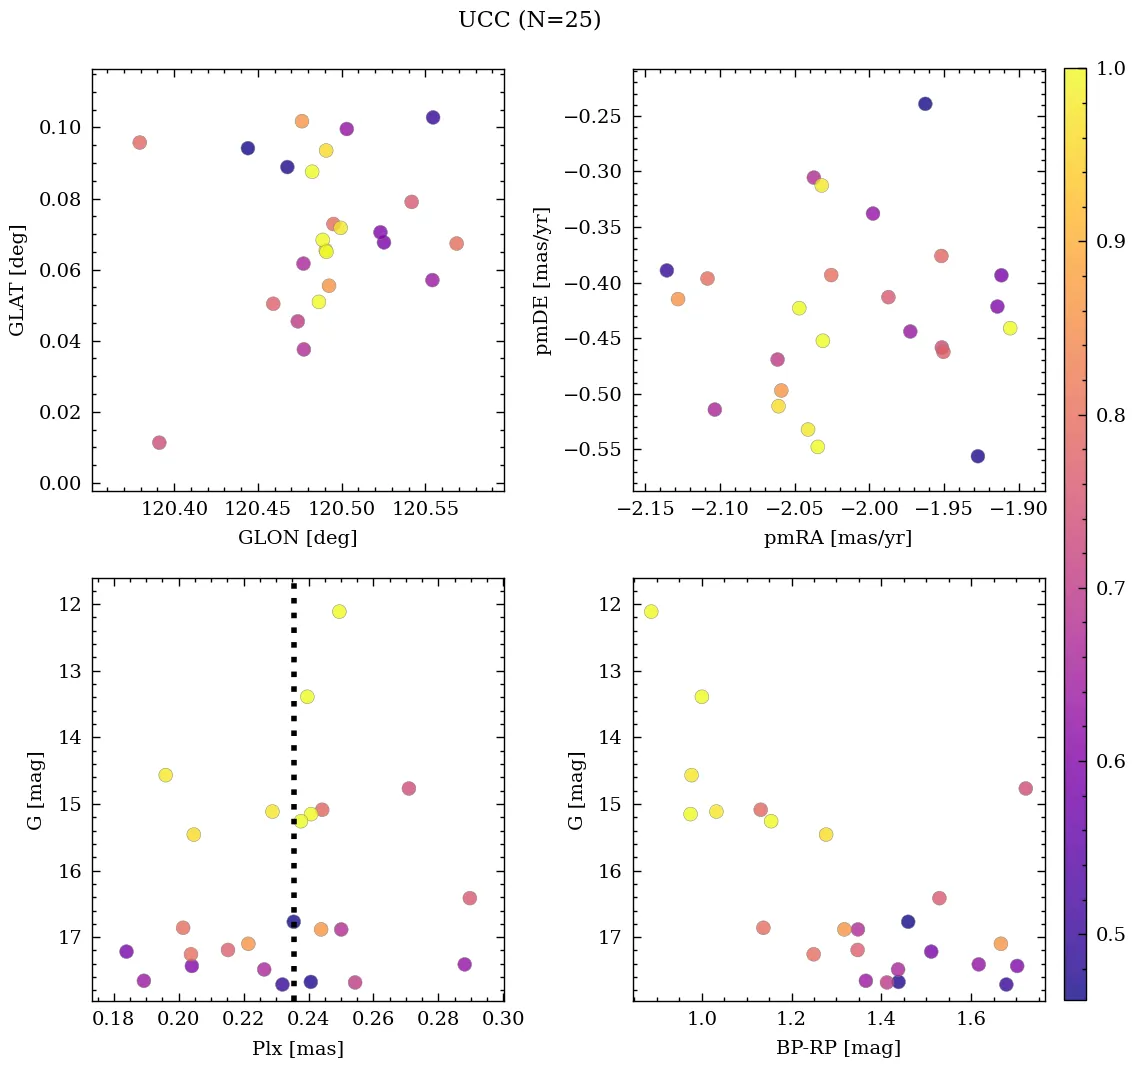 UCC (N=25)
0.10
0.08
0.06
0.04
0.02
0.00
GLAT [deg]
120.40 120.45 120.50 120.55
GLON [deg]
−0.25
−0.30
−0.35
−0.40
−0.45
−0.50
−0.55
pmDE [mas/yr]
−2.15 −2.10 −2.05 −2.00 −1.95 −1.90
pmRA [mas/yr]
12
13
14
15
16
17
G [mag]
0.18 0.20 0.22 0.24 0.26 0.28 0.30
Plx [mas]
12
13
14
15
16
17
G [mag]
1.0 1.2 1.4 1.6
BP-RP [mag]
1.0
0.9
0.8
0.7
0.6
0.5